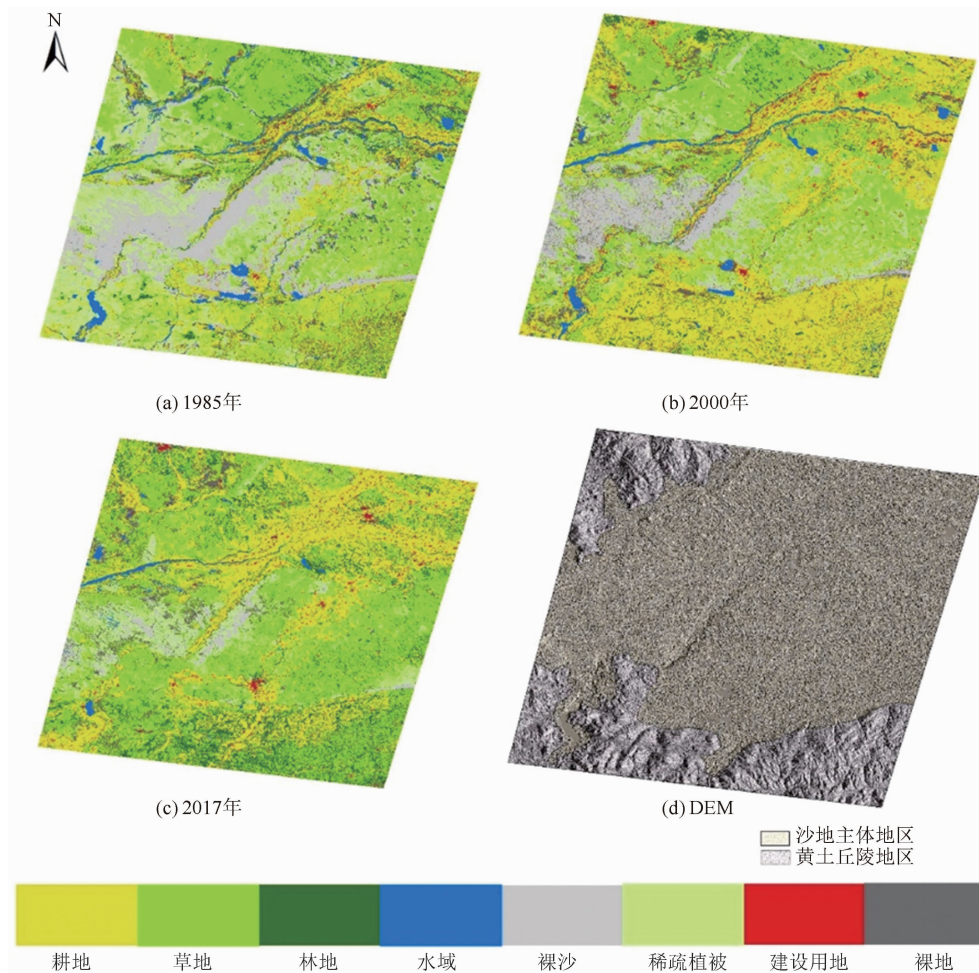 N
(a) 1985年
(b) 2000年
(c) 2017年
(d) DEM
沙地主体地区
黄土丘陵地区
耕地 草地 林地 水域 裸沙 稀疏植被 建设用地 裸地